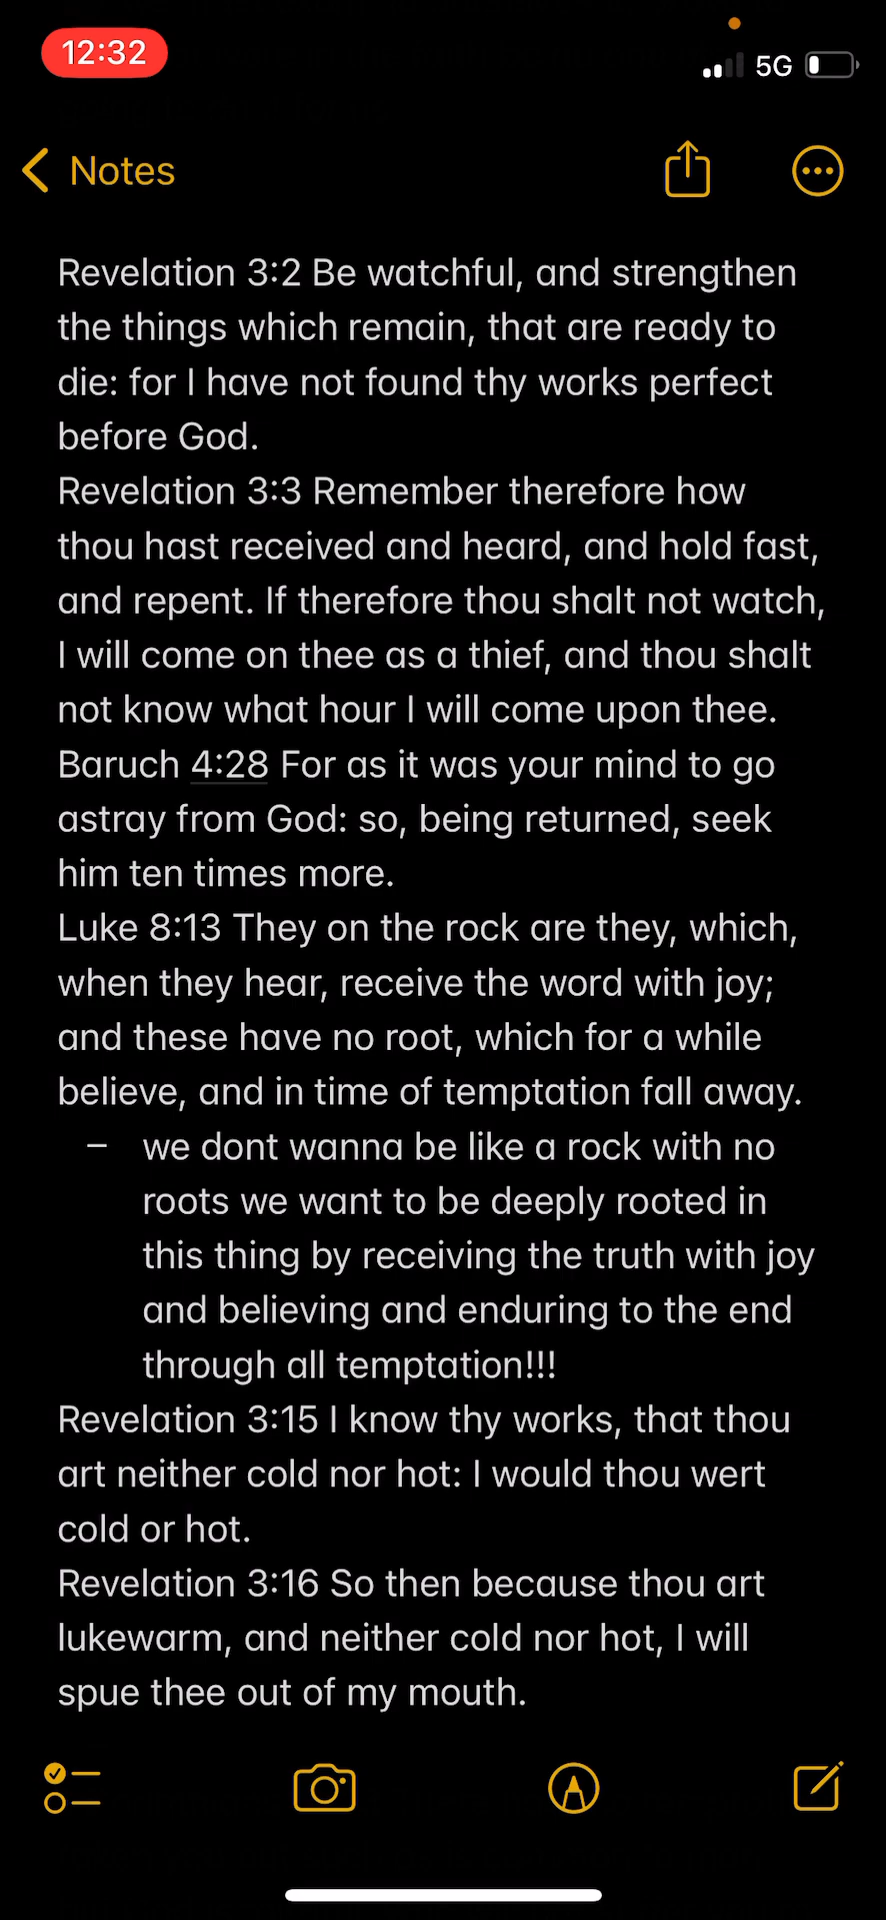 12:32
5G
Notes
Revelation 3:2 Be watchful, and strengthen
the things which remain, that are ready to
die: for I have not found thy works perfect
before God.
Revelation 3:3 Remember therefore how
thou hast received and heard, and hold fast,
and repent. If therefore thou shalt not watch,
I will come on thee as a thief, and thou shalt
not know what hour I will come upon thee.
Baruch 4:28 For as it was your mind to go
astray from God: so, being returned, seek
him ten times more.
Luke 8:13 They on the rock are they, which,
when they hear, receive the word with joy;
and these have no root, which for a while
believe, and in time of temptation fall away.
– we dont wanna be like a rock with no
roots we want to be deeply rooted in
this thing by receiving the truth with joy
and believing and enduring to the end
through all temptation!!!
Revelation 3:15 I know thy works, that thou
art neither cold nor hot: I would thou wert
cold or hot.
Revelation 3:16 So then because thou art
lukewarm, and neither cold nor hot, I will
spue thee out of my mouth.